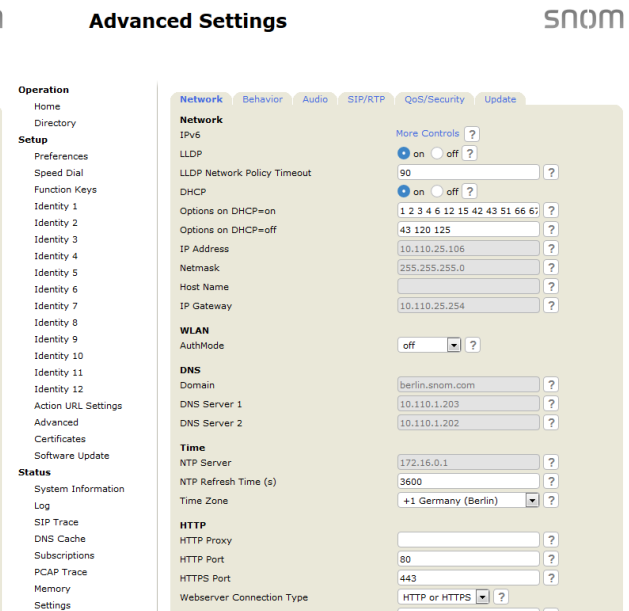 Advanced Settings
snom
Operation
Home
Directory
Setup
Preferences
Speed Dial
Function Keys
Identity 1
Identity 2
Identity 3
Identity 4
Identity 5
Identity 6
Identity 7
Identity 8
Identity 9
Identity 10
Identity 11
Identity 12
Action URL Settings
Advanced
Certificates
Software Update
Status
System Information
Log
SIP Trace
DNS Cache
Subscriptions
PCAP Trace
Memory
Settings
Network Behavior Audio SIP/RTP QoS/Security Update
Network
IPv6 More Controls ?
LLDP on off ?
LLDP Network Policy Timeout 90 ?
DHCP on off ?
Options on DHCP=on 1 2 3 4 6 12 15 42 43 51 66 67 ?
Options on DHCP=off 43 120 125 ?
IP Address 10.110.25.106 ?
Netmask 255.255.255.0 ?
Host Name ?
IP Gateway 10.110.25.254 ?
WLAN
AuthMode off ?
DNS
Domain berlin.snom.com ?
DNS Server 1 10.110.1.203 ?
DNS Server 2 10.110.1.202 ?
Time
NTP Server 172.16.0.1 ?
NTP Refresh Time (s) 3600 ?
Time Zone +1 Germany (Berlin) ?
HTTP
HTTP Proxy ?
HTTP Port 80 ?
HTTPS Port 443 ?
Webserver Connection Type HTTP or HTTPS ?